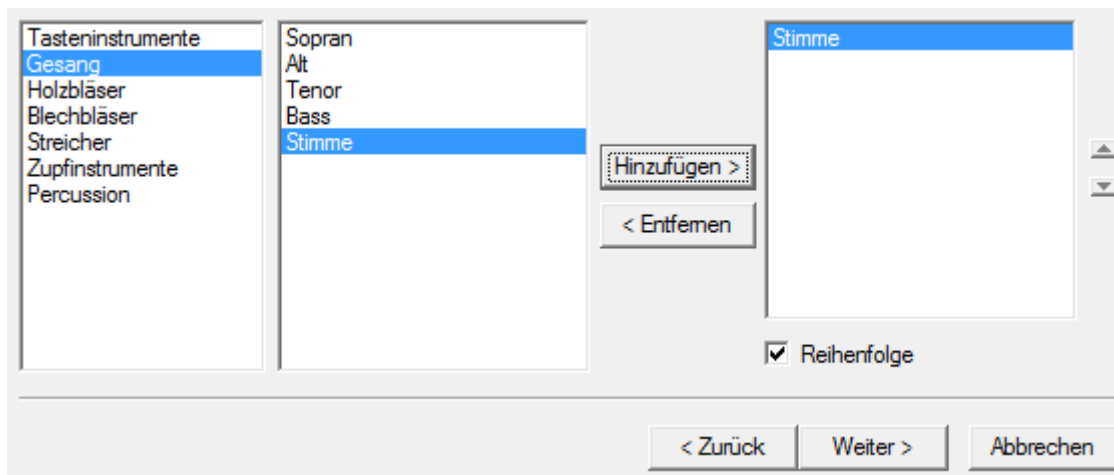 Tasteninstrumente
Gesang
Holzbläser
Blechbläser
Streicher
Zupfinstrumente
Percussion
Sopran
Alt
Tenor
Bass
Stimme
Hinzufügen >
< Entfernen
Stimme
Reihenfolge
< Zurück
Weiter >
Abbrechen